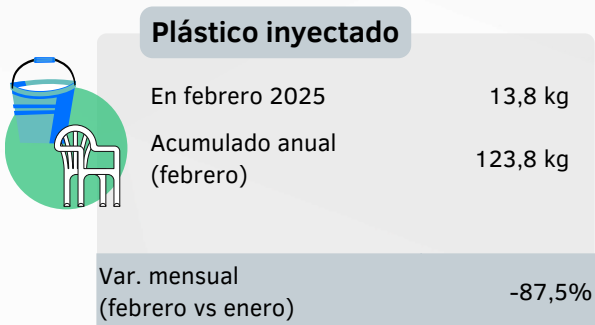 Plástico inyectado
En febrero 2025 13,8 kg
Acumulado anual
(febrero) 123,8 kg
Var. mensual
(febrero vs enero) -87,5%